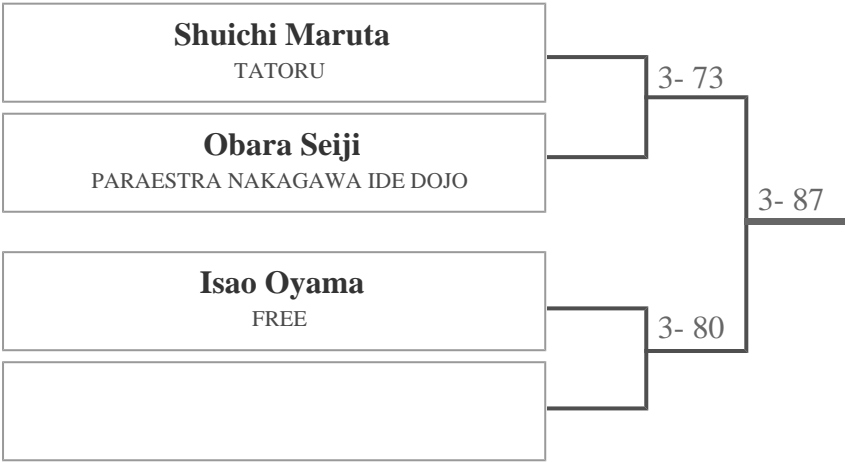 Shuichi Maruta
TATORU
3- 73
Obara Seiji
PARAESTRA NAKAGAWA IDE DOJO
3- 87
Isao Oyama
FREE
3- 80